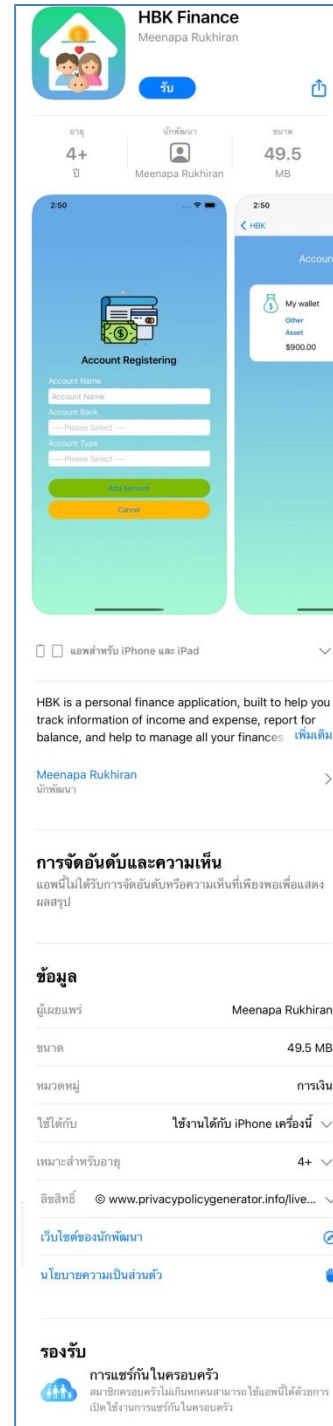 HBK Finance
Meenapa Rukhiran
รับ
อายุ
4+
ปี
นักพัฒนา
Meenapa Rukhiran
ขนาด
49.5
MB
2:50
Account Registering
Account Name
Account Name
Account Bank
--- Please Select ---
Account Type
--- Please Select ---
Add Account
Cancel
2:50
HBK
Accoun
My wallet
Other
Asset
$900.00
แอพสำหรับ iPhone และ iPad
HBK is a personal finance application, built to help you
track information of income and expense, report for
balance, and help to manage all your finances เพิ่มเติม
Meenapa Rukhiran
นักพัฒนา
การจัดอันดับและความเห็น
แอพนี้ไม่ได้รับการจัดอันดับหรือความเห็นที่เพียงพอเพื่อแสดง
ผลสรุป
ข้อมูล
ผู้เผยแพร่ Meenapa Rukhiran
ขนาด 49.5 MB
หมวดหมู่ การเงิน
ใช้ได้กับ ใช้งานได้กับ iPhone เครื่องนี้
เหมาะสำหรับอายุ 4+
ลิขสิทธิ์ © www.privacypolicygenerator.info/live...
เว็บไซต์ของนักพัฒนา
นโยบายความเป็นส่วนตัว
รองรับ
การแชร์กันในครอบครัว
สมาชิกครอบครัวไม่เกินหกคนสามารถใช้แอพนี้ได้ด้วยการ
เปิดใช้งานการแชร์กันในครอบครัว